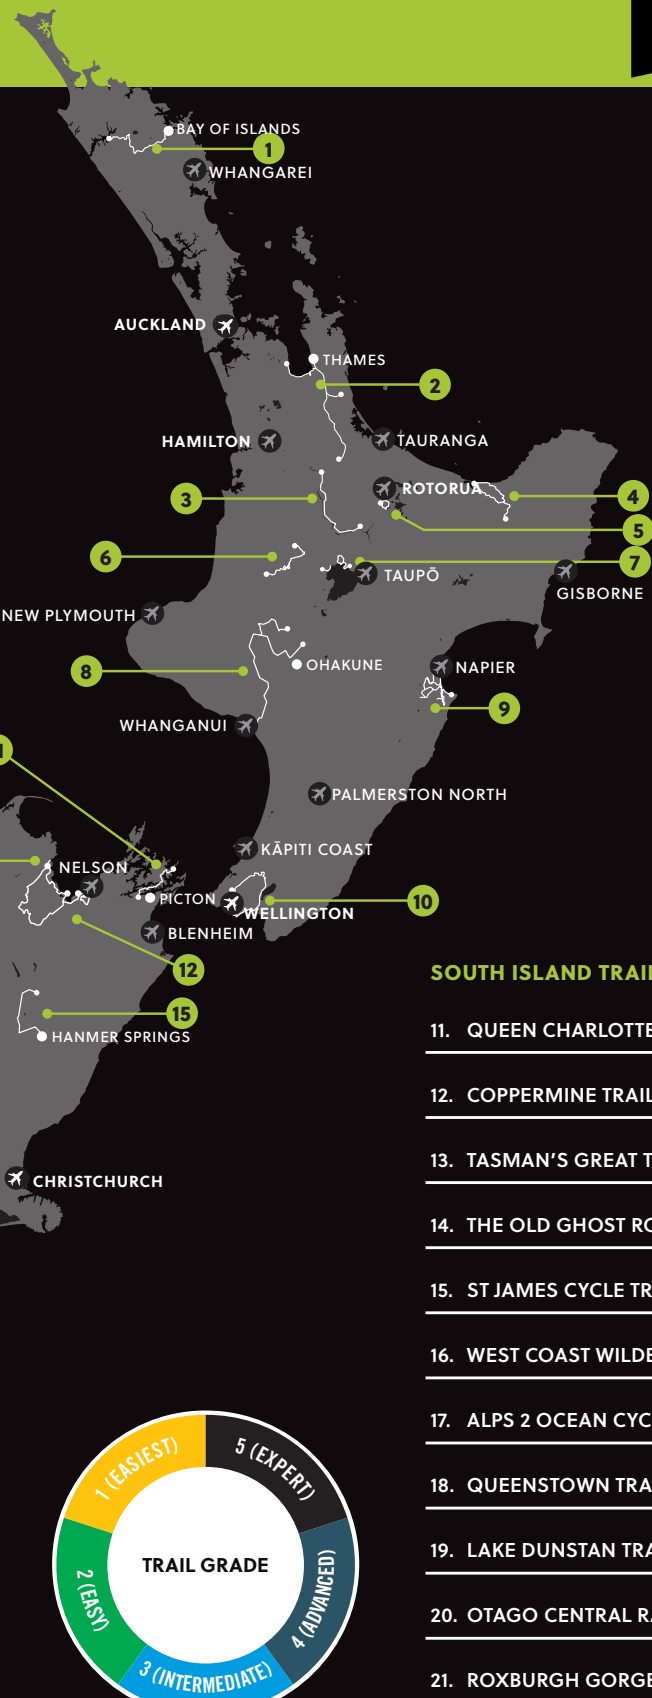 BAY OF ISLANDS
1
WHANGAREI
AUCKLAND
THAMES
2
HAMILTON
TAURANGA
3
ROTORUA
4
5
6
7
TAUPŌ
GISBORNE
NEW PLYMOUTH
8
OHAKUNE
NAPIER
9
WHANGANUI
PALMERSTON NORTH
KĀPITI COAST
NELSON
PICTON
WELLINGTON
10
BLENHEIM
12
15
HANMER SPRINGS
CHRISTCHURCH
SOUTH ISLAND TRAI
11. QUEEN CHARLOTTE
12. COPPERMINE TRAIL
13. TASMAN'S GREAT T
14. THE OLD GHOST RO
15. ST JAMES CYCLE TR
16. WEST COAST WILDE
17. ALPS 2 OCEAN CYC
18. QUEENSTOWN TRA
19. LAKE DUNSTAN TRA
20. OTAGO CENTRAL RA
21. ROXBURGH GORGE
TRAIL GRADE
1 (EASIEST)
2 (EASY)
3 (INTERMEDIATE)
4 (ADVANCED)
5 (EXPERT)